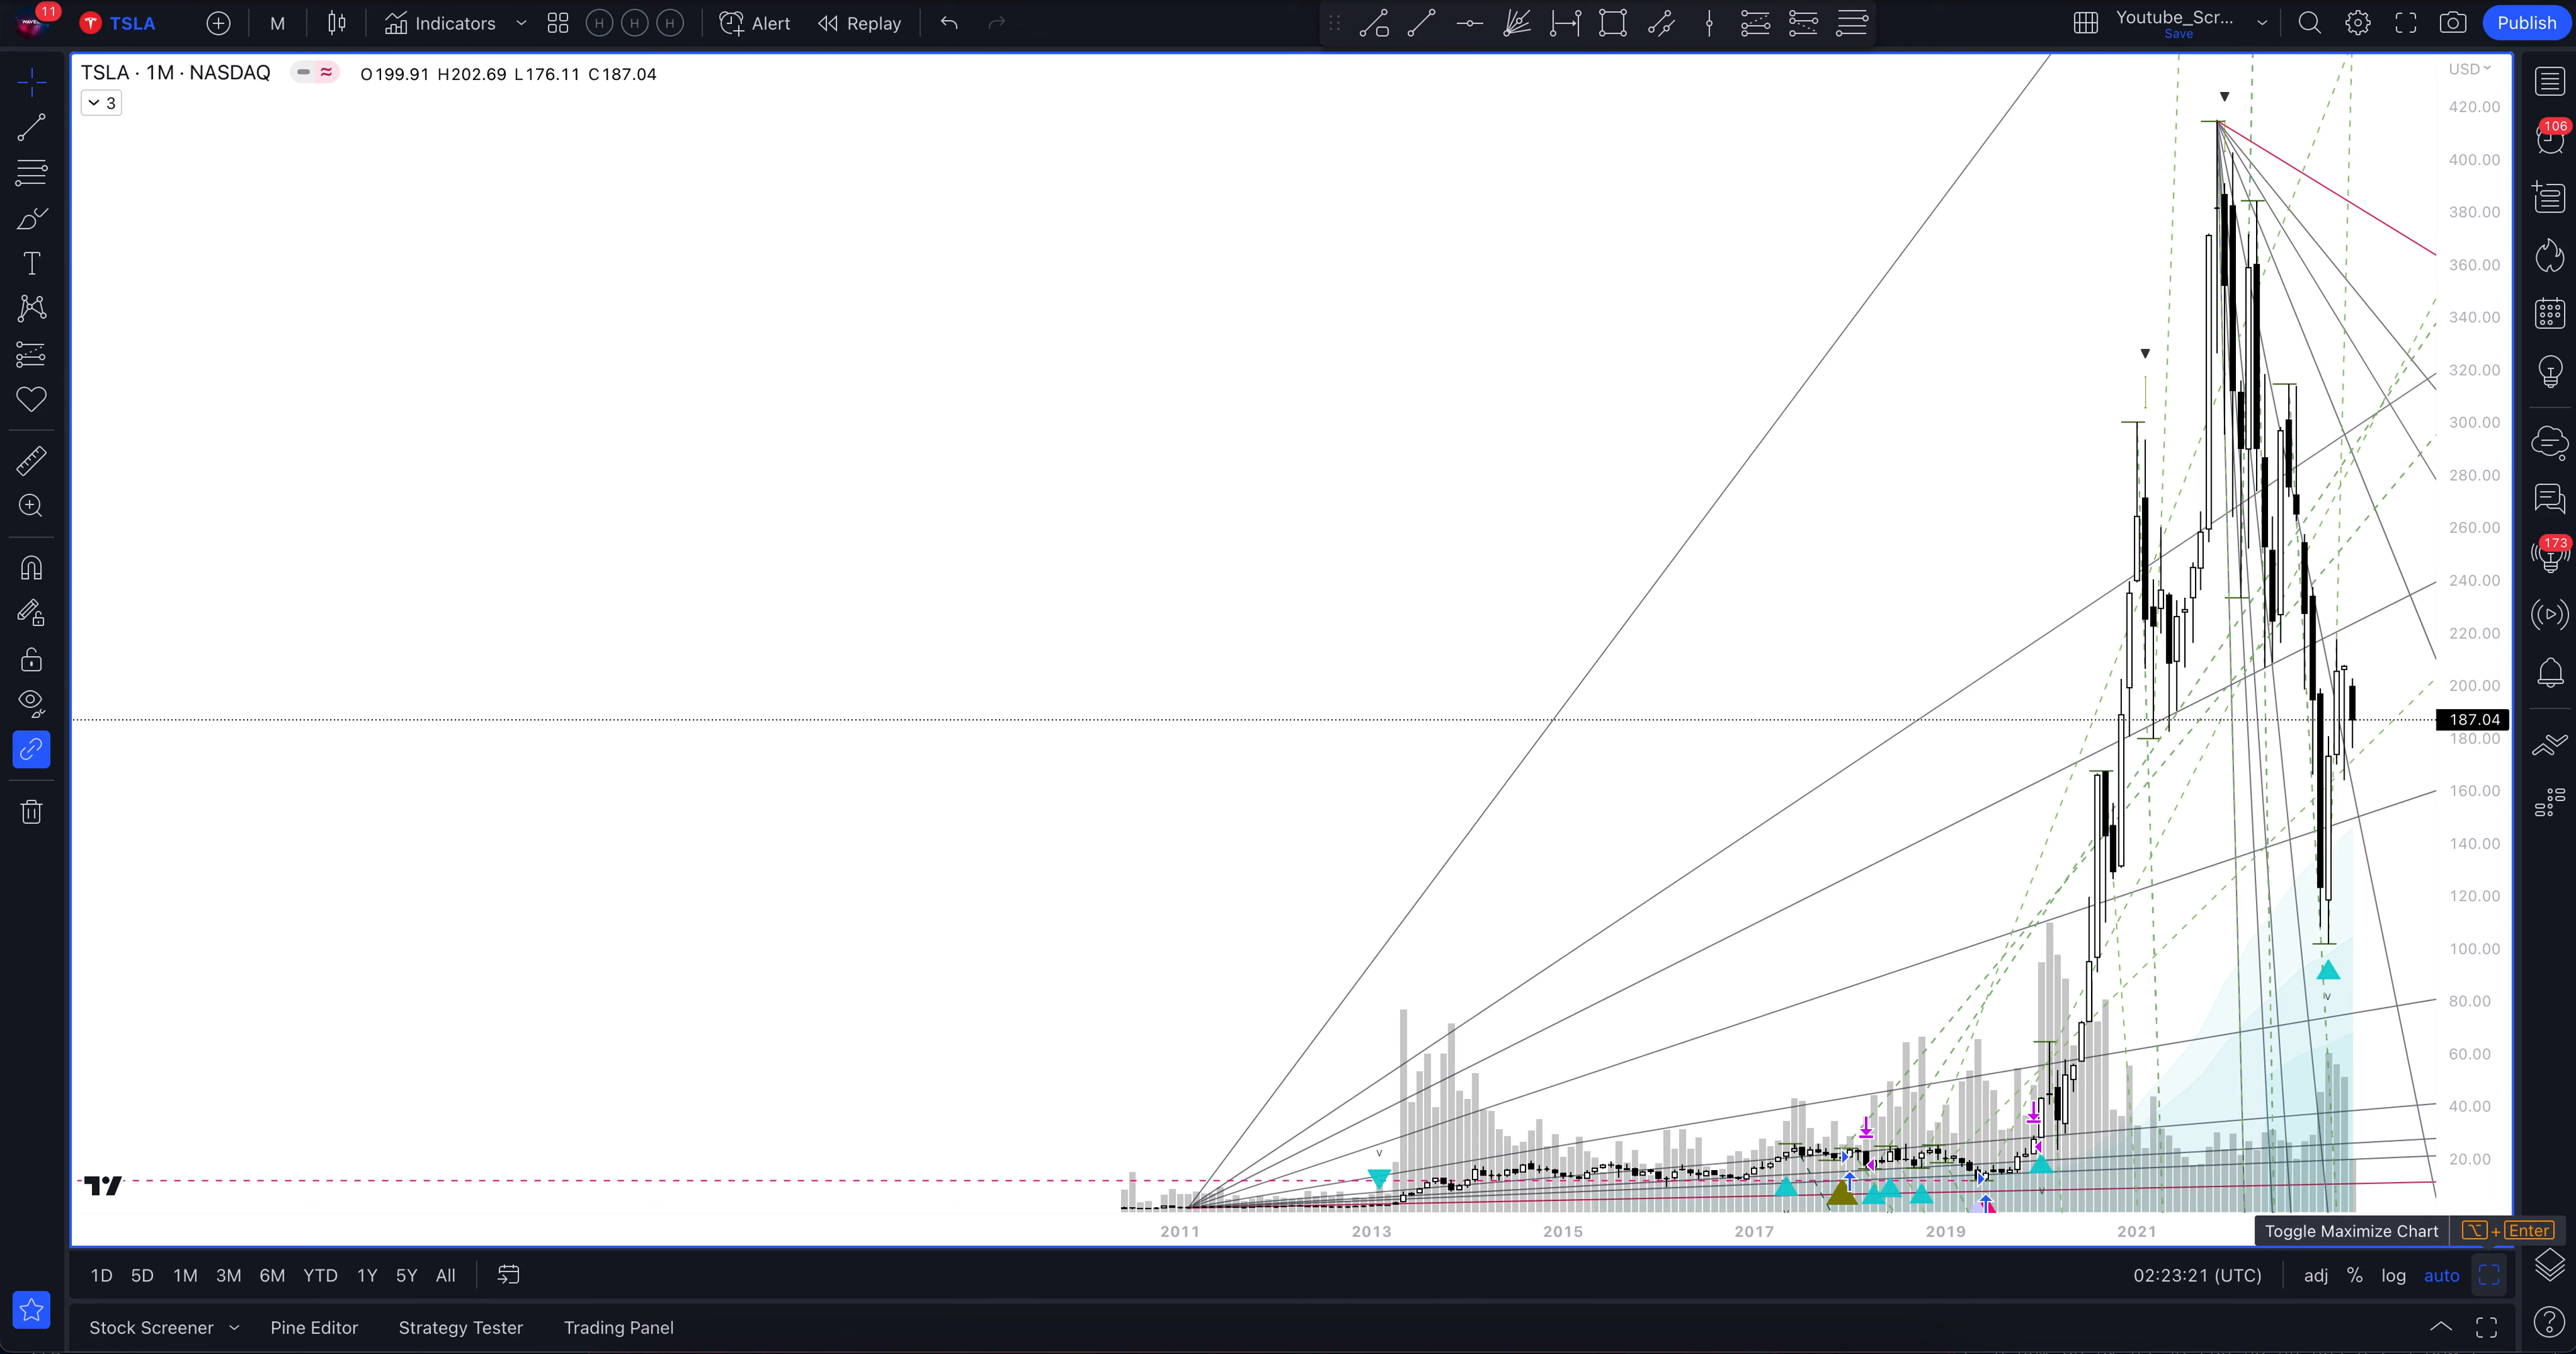 11
TSLA
M
Indicators
H H H
Alert
Replay
Youtube_Scr...
Save
Publish
TSLA · 1M · NASDAQ
O199.91 H202.69 L176.11 C187.04
3
USD
420.00
400.00
380.00
360.00
340.00
320.00
300.00
280.00
260.00
240.00
220.00
200.00
187.04
180.00
160.00
140.00
120.00
100.00
80.00
60.00
40.00
20.00
106
173
2011 2013 2015 2017 2019 2021
Toggle Maximize Chart ⌥ + Enter
1D 5D 1M 3M 6M YTD 1Y 5Y All
02:23:21 (UTC) adj % log auto
Stock Screener Pine Editor Strategy Tester Trading Panel